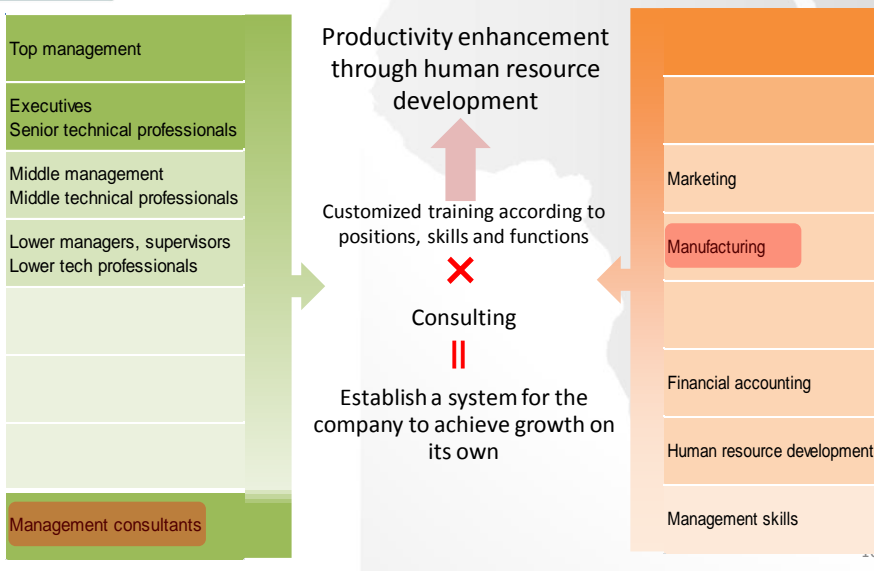 Top management
Executives
Senior technical professionals
Middle management
Middle technical professionals
Lower managers, supervisors
Lower tech professionals
Management consultants
Productivity enhancement
through human resource
development
Customized training according to
positions, skills and functions
×
Consulting
=
Establish a system for the
company to achieve growth on
its own
Marketing
Manufacturing
Financial accounting
Human resource development
Management skills